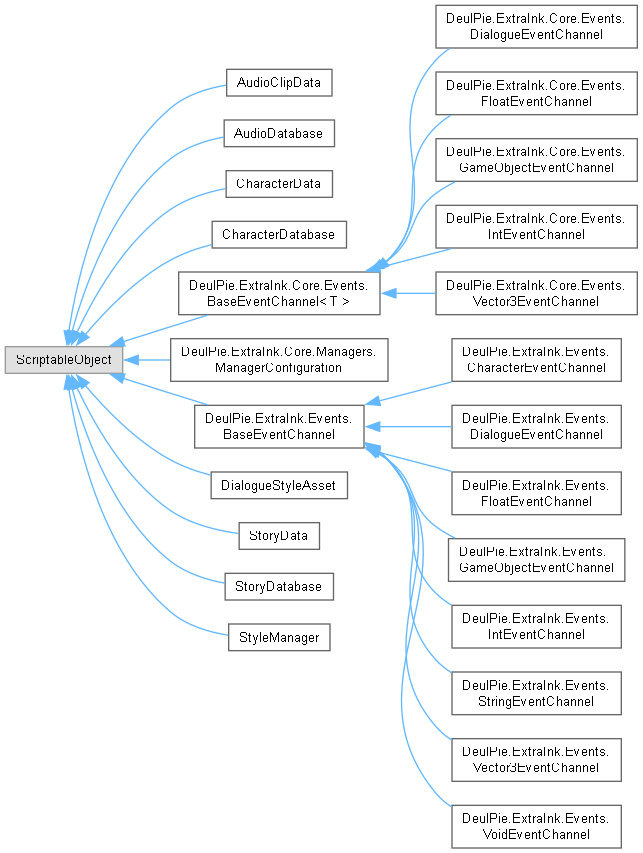 ScriptableObject
AudioClipData
AudioDatabase
CharacterData
CharacterDatabase
DeulPie.ExtraInk.Core.Events.
BaseEventChannel< T >
DeulPie.ExtraInk.Core.Managers.
ManagerConfiguration
DeulPie.ExtraInk.Events.
BaseEventChannel
DialogueStyleAsset
StoryData
StoryDatabase
StyleManager
DeulPie.ExtraInk.Core.Events.
DialogueEventChannel
DeulPie.ExtraInk.Core.Events.
FloatEventChannel
DeulPie.ExtraInk.Core.Events.
GameObjectEventChannel
DeulPie.ExtraInk.Core.Events.
IntEventChannel
DeulPie.ExtraInk.Core.Events.
Vector3EventChannel
DeulPie.ExtraInk.Events.
CharacterEventChannel
DeulPie.ExtraInk.Events.
DialogueEventChannel
DeulPie.ExtraInk.Events.
FloatEventChannel
DeulPie.ExtraInk.Events.
GameObjectEventChannel
DeulPie.ExtraInk.Events.
IntEventChannel
DeulPie.ExtraInk.Events.
StringEventChannel
DeulPie.ExtraInk.Events.
Vector3EventChannel
DeulPie.ExtraInk.Events.
VoidEventChannel